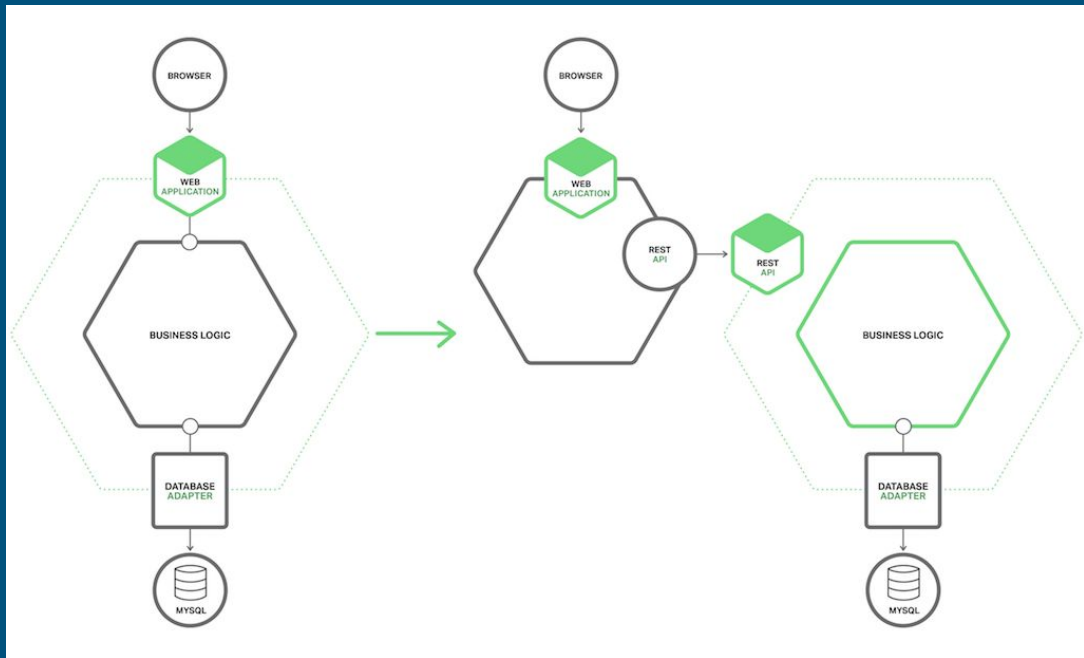 BROWSER
WEB
APPLICATION
BUSINESS LOGIC
DATABASE
ADAPTER
MYSQL
BROWSER
WEB
APPLICATION
REST
API
REST
API
BUSINESS LOGIC
DATABASE
ADAPTER
MYSQL